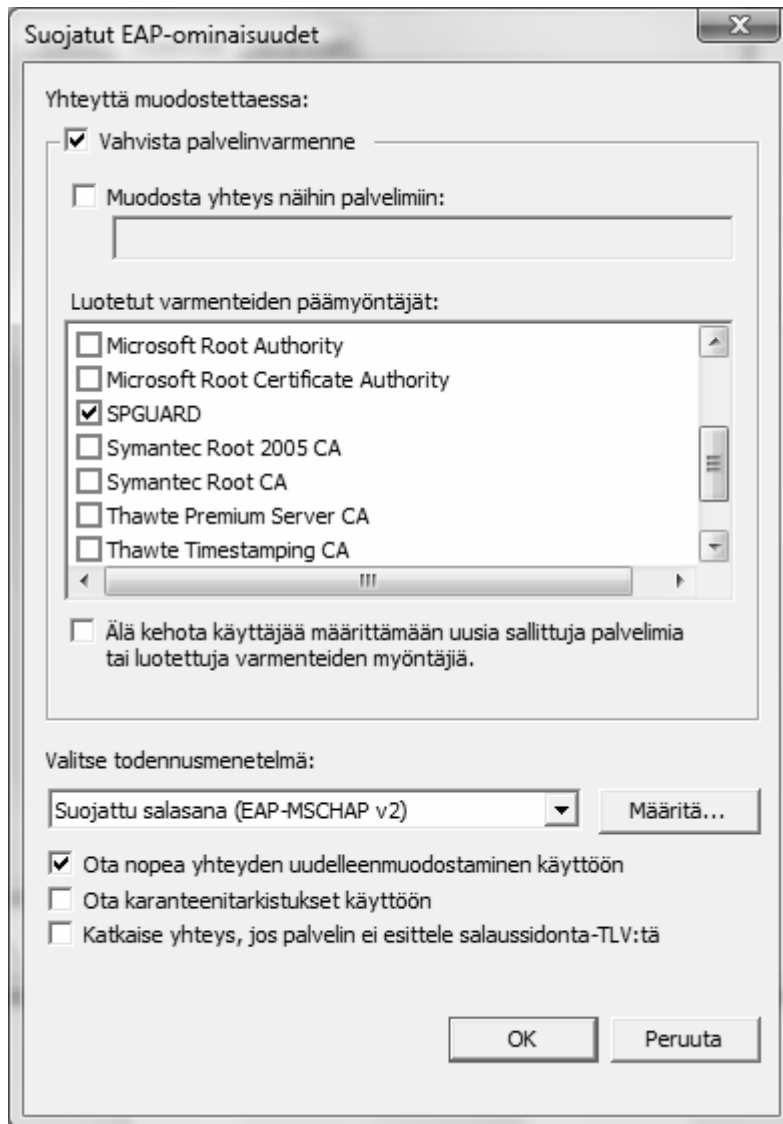 Suojatut EAP-ominaisuudet
Yhteyttä muodostettaessa:
Vahvista palvelinvarmenne
Muodosta yhteys näihin palvelimiin:
Luotetut varmenteiden päämyöntäjät:
Microsoft Root Authority
Microsoft Root Certificate Authority
SPGUARD
Symantec Root 2005 CA
Symantec Root CA
Thawte Premium Server CA
Thawte Timestamping CA
Älä kehota käyttäjää määrittämään uusia sallittuja palvelimia
tai luotettuja varmenteiden myöntäjiä.
Valitse todennusmenetelmä:
Suojattu salasana (EAP-MSCHAP v2)
Määritä...
Ota nopea yhteyden uudelleenmuodostaminen käyttöön
Ota karanteenitarkistukset käyttöön
Katkaise yhteys, jos palvelin ei esittele salaussidonta-TLV:tä
OK
Peruuta